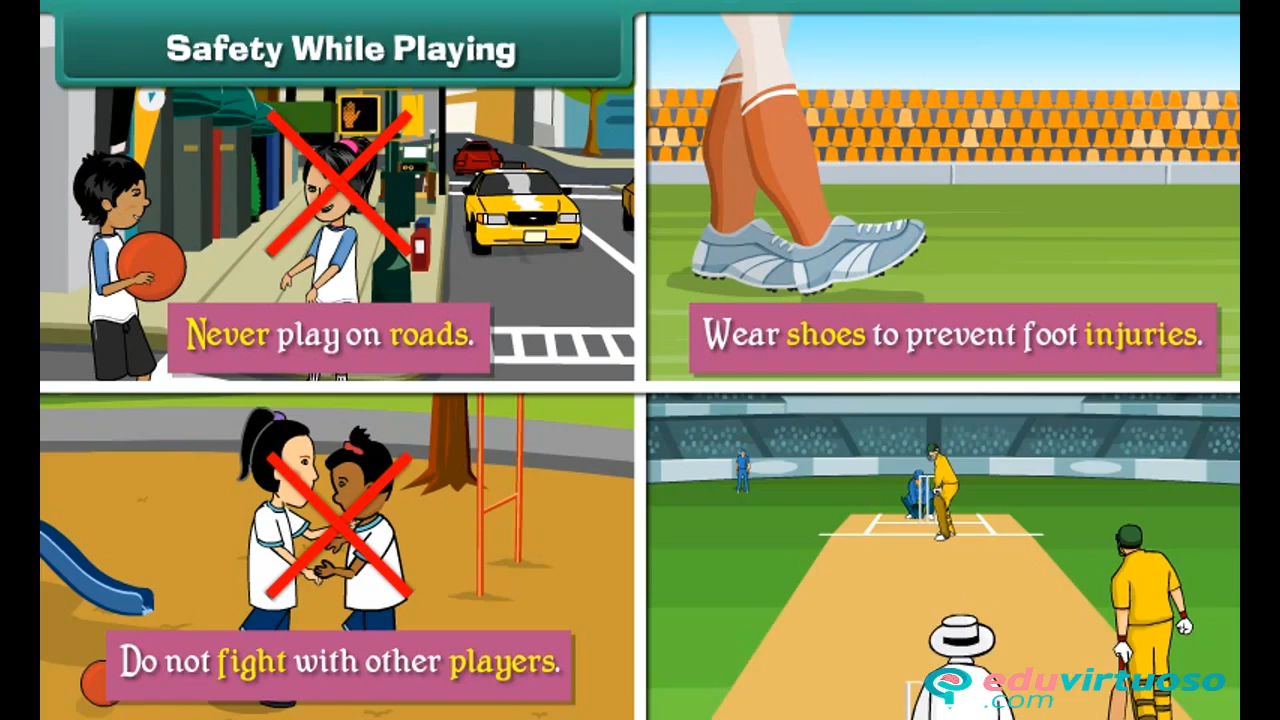 Safety While Playing
Never play on roads.
Wear shoes to prevent foot injuries.
Do not fight with other players.
eduvirtuoso
.com